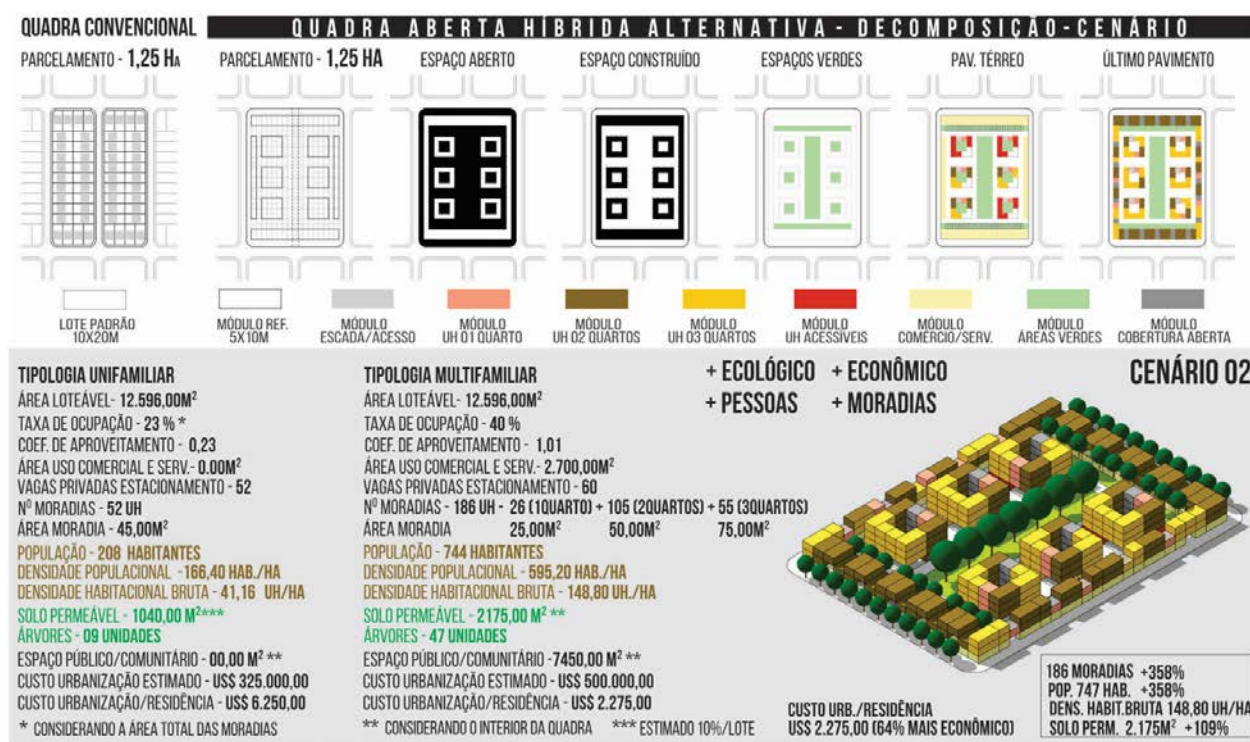 QUADRA CONVENCIONAL
QUADRA ABERTA HÍBRIDA ALTERNATIVA - DECOMPOSIÇÃO-CENÁRIO
PARCELAMENTO - 1,25 HA
PARCELAMENTO - 1,25 HA
ESPAÇO ABERTO
ESPAÇO CONSTRUÍDO
ESPAÇOS VERDES
PAV. TÉRREO
ÚLTIMO PAVIMENTO
LOTE PADRÃO
10X20M
MÓDULO REF.
5X10M
MÓDULO
ESCADA/ACESSO
MÓDULO
UH 01 QUARTO
MÓDULO
UH 02 QUARTOS
MÓDULO
UH 03 QUARTOS
MÓDULO
UH ACESSÍVEIS
MÓDULO
COMÉRCIO/SERV.
MÓDULO
ÁREAS VERDES
MÓDULO
COBERTURA ABERTA
TIPOLOGIA UNIFAMILIAR
ÁREA LOTEÁVEL- 12.596,00M²
TAXA DE OCUPAÇÃO - 23 % *
COEF. DE APROVEITAMENTO - 0,23
ÁREA USO COMERCIAL E SERV.- 0.00M²
VAGAS PRIVADAS ESTACIONAMENTO - 52
Nº MORADIAS - 52 UH
ÁREA MORADIA - 45,00M²
POPULAÇÃO - 208 HABITANTES
DENSIDADE POPULACIONAL -166,40 HAB./HA
DENSIDADE HABITACIONAL BRUTA - 41,16 UH/HA
SOLO PERMEÁVEL - 1040,00 M²***
ÁRVORES - 09 UNIDADES
ESPAÇO PÚBLICO/COMUNITÁRIO - 00,00 M² **
CUSTO URBANIZAÇÃO ESTIMADO - US$ 325.000,00
CUSTO URBANIZAÇÃO/RESIDÊNCIA - US$ 6.250,00
* CONSIDERANDO A ÁREA TOTAL DAS MORADIAS
TIPOLOGIA MULTIFAMILIAR
ÁREA LOTEÁVEL- 12.596,00M²
TAXA DE OCUPAÇÃO - 40 %
COEF. DE APROVEITAMENTO - 1,01
ÁREA USO COMERCIAL E SERV.- 2.700,00M²
VAGAS PRIVADAS ESTACIONAMENTO - 60
Nº MORADIAS - 186 UH - 26 (1QUARTO) + 105 (2QUARTOS) + 55 (3QUARTOS)
ÁREA MORADIA 25,00M² 50,00M² 75,00M²
POPULAÇÃO - 744 HABITANTES
DENSIDADE POPULACIONAL - 595,20 HAB./HA
DENSIDADE HABITACIONAL BRUTA - 148,80 UH./HA
SOLO PERMEÁVEL - 2175,00 M² **
ÁRVORES - 47 UNIDADES
ESPAÇO PÚBLICO/COMUNITÁRIO -7450,00 M² **
CUSTO URBANIZAÇÃO ESTIMADO - US$ 500.000,00
CUSTO URBANIZAÇÃO/RESIDÊNCIA - US$ 2.275,00
** CONSIDERANDO O INTERIOR DA QUADRA *** ESTIMADO 10%/LOTE
+ ECOLÓGICO + ECONÔMICO
+ PESSOAS + MORADIAS
CENÁRIO 02
CUSTO URB./RESIDÊNCIA
US$ 2.275,00 (64% MAIS ECONÔMICO)
186 MORADIAS +358%
POP. 747 HAB. +358%
DENS. HABIT.BRUTA 148,80 UH/HA
SOLO PERM. 2.175M² +109%